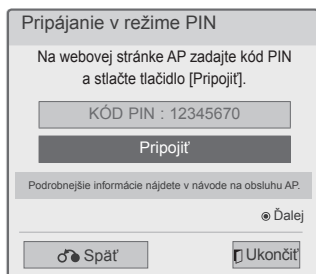 Pripájanie v režime PIN
Na webovej stránke AP zadajte kód PIN
a stlačte tlačidlo [Pripojiť].
KÓD PIN : 12345670
Pripojiť
Podrobnejšie informácie nájdete v návode na obsluhu AP.
Ďalej
Späť
Ukončiť